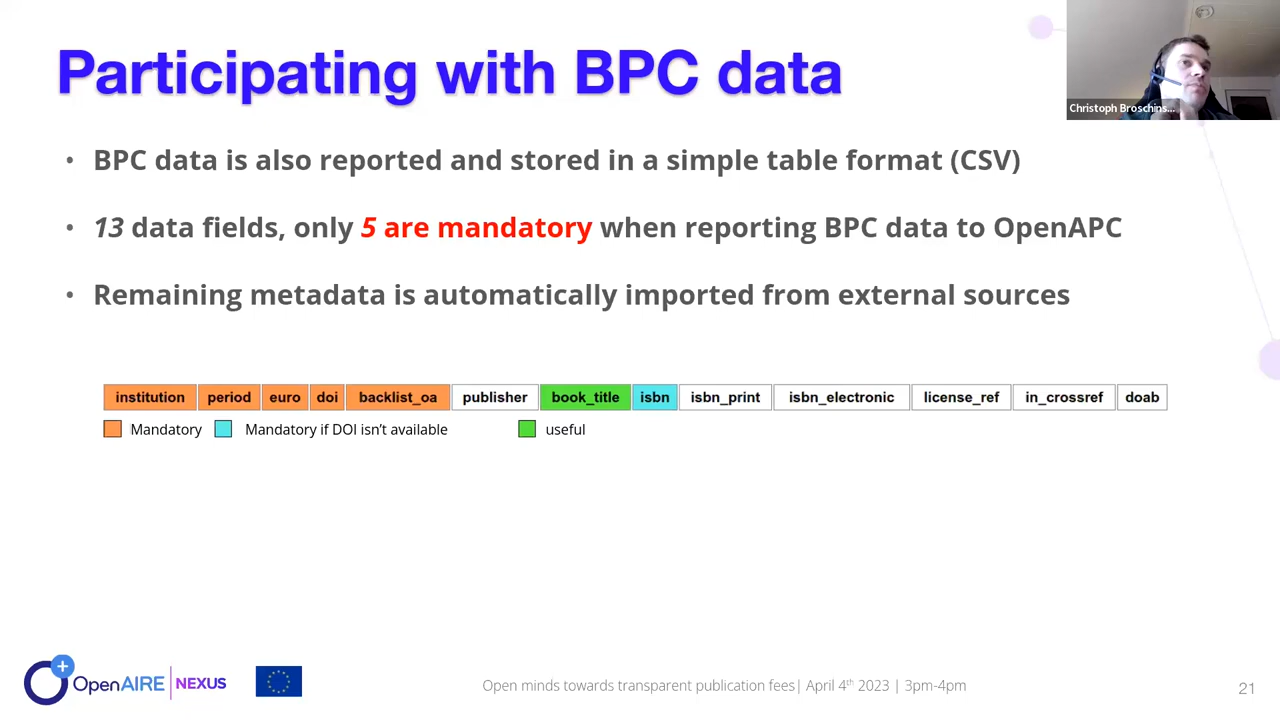 Participating with BPC data
Christoph Broschins...
• BPC data is also reported and stored in a simple table format (CSV)
• 13 data fields, only 5 are mandatory when reporting BPC data to OpenAPC
• Remaining metadata is automatically imported from external sources
institution period euro doi backlist_oa publisher book_title isbn isbn_print isbn_electronic license_ref in_crossref doab
Mandatory Mandatory if DOI isn’t available useful
OpenAIRE NEXUS
Open minds towards transparent publication fees| April 4th 2023 | 3pm-4pm
21